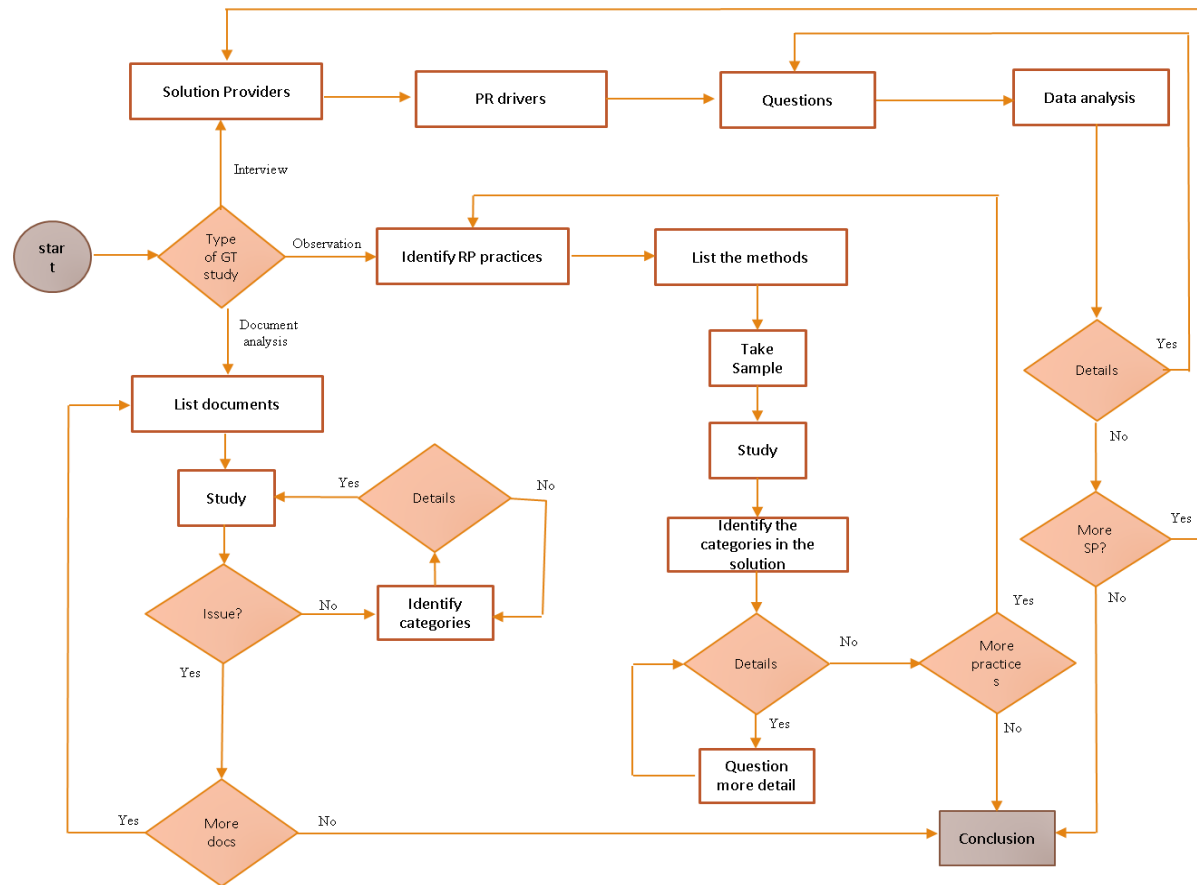 Solution Providers
PR drivers
Questions
Data analysis
Interview
star
t
Type
of GT
study
Observation
Identify RP practices
List the methods
Document
analysis
Take
Sample
Details
Yes
List documents
No
Study
Yes
Details
No
Study
Identify the
categories in the
solution
More
SP?
Yes
Issue?
No
Identify
categories
No
Yes
Details
No
More
practice
s
Yes
Yes
No
Question
more detail
Yes
More
docs
No
Conclusion